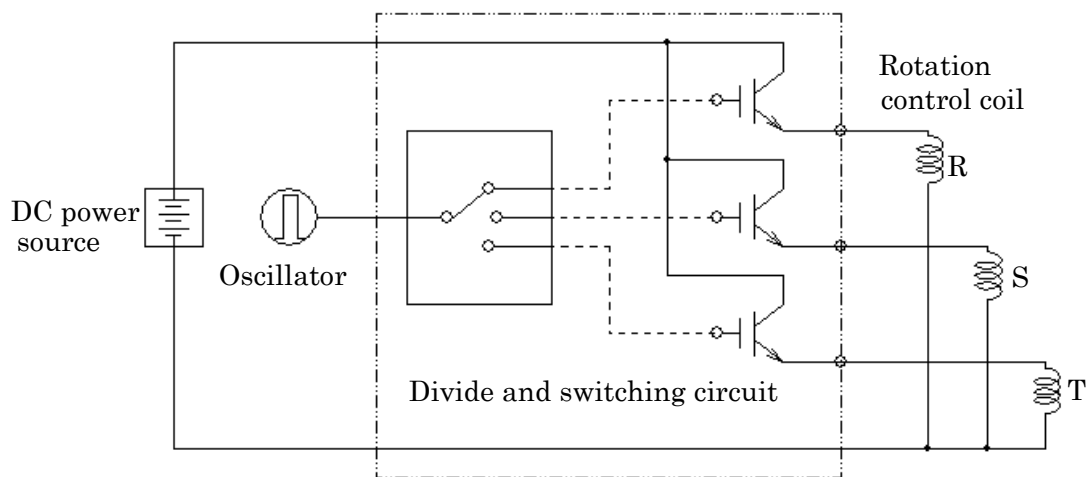 Rotation
control coil
R
DC power
source
Oscillator
S
Divide and switching circuit
T